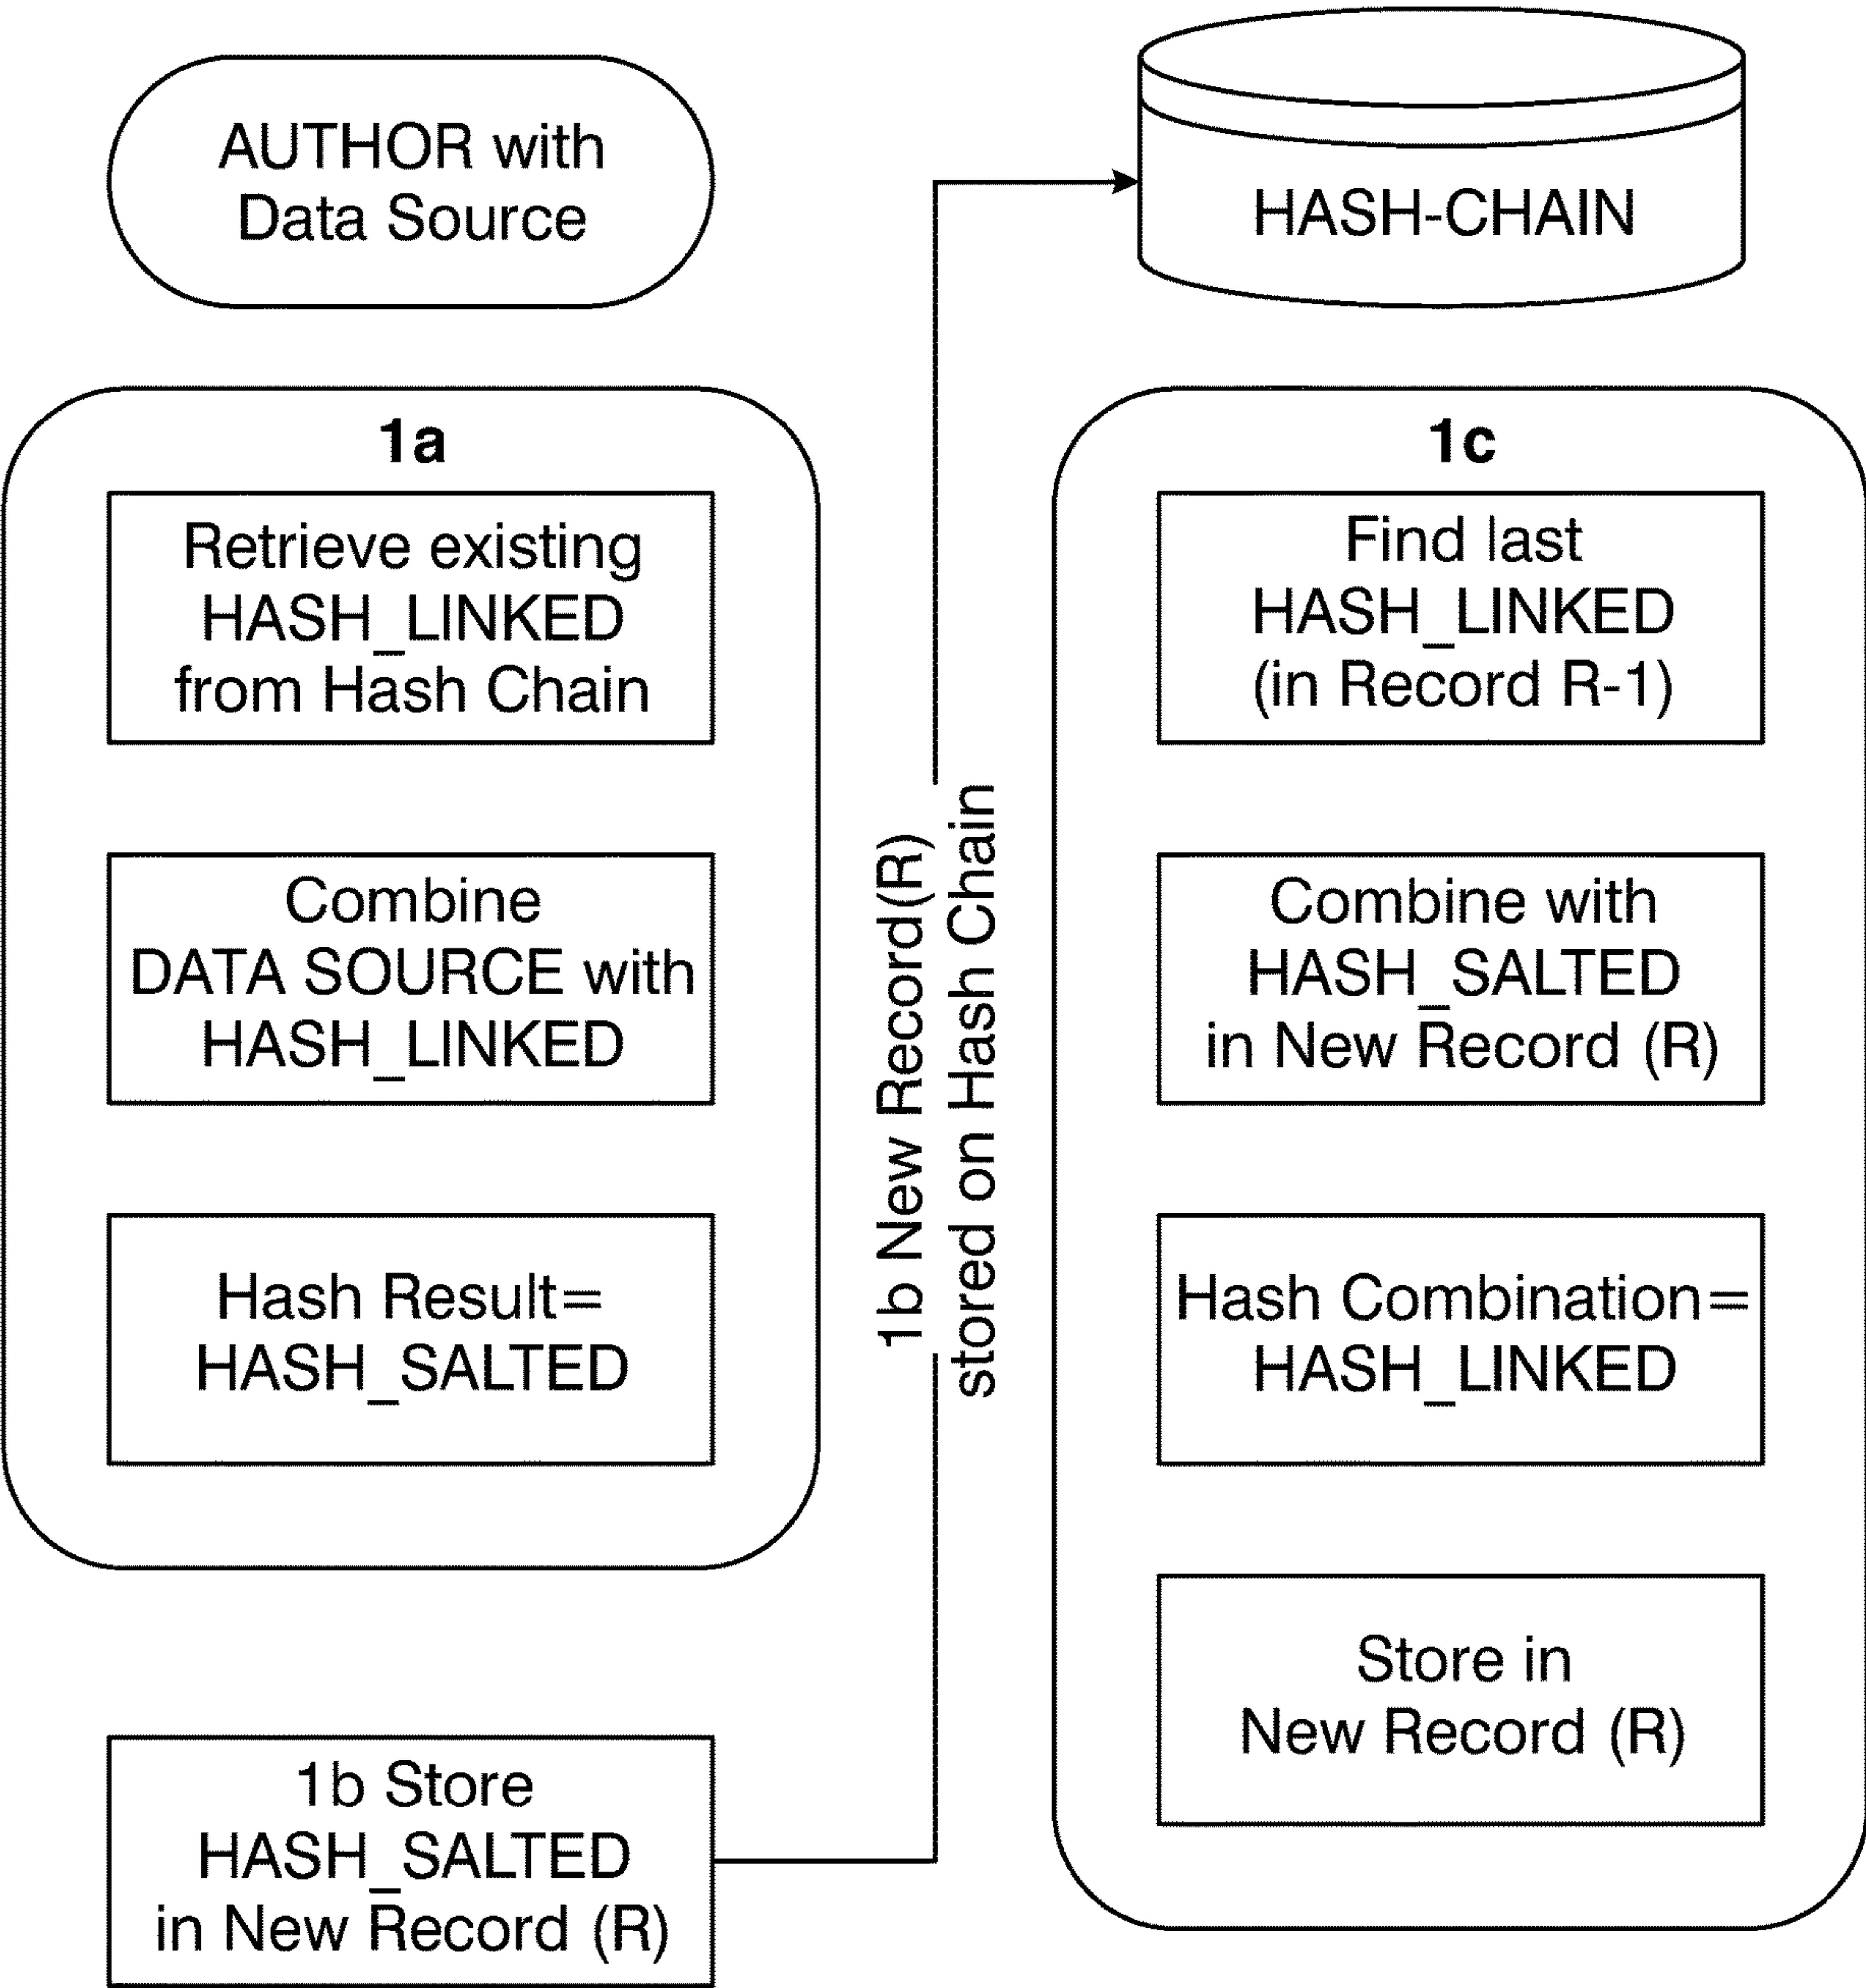 AUTHOR with
Data Source
HASH-CHAIN
1a
Retrieve existing
HASH_LINKED
from Hash Chain
Combine
DATA SOURCE with
HASH_LINKED
Hash Result=
HASH_SALTED
1b Store
HASH_SALTED
in New Record (R)
1b New Record(R)
stored on Hash Chain
1c
Find last
HASH_LINKED
(in Record R-1)
Combine with
HASH_SALTED
in New Record (R)
Hash Combination=
HASH_LINKED
Store in
New Record (R)